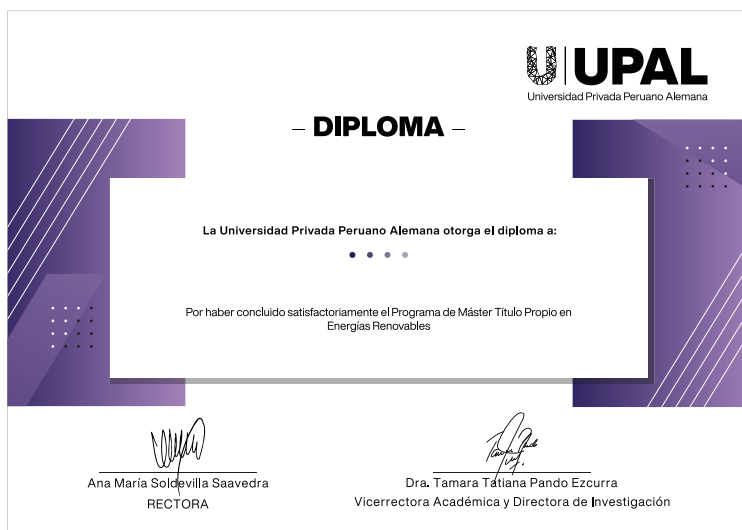 UPAL
Universidad Privada Peruano Alemana
– DIPLOMA –
La Universidad Privada Peruano Alemana otorga el diploma a:
Por haber concluido satisfactoriamente el Programa de Máster Título Propio en
Energías Renovables
Ana María Soldevilla Saavedra
RECTORA
Dra. Tamara Tatiana Pando Ezcurra
Vicerrectora Académica y Directora de Investigación